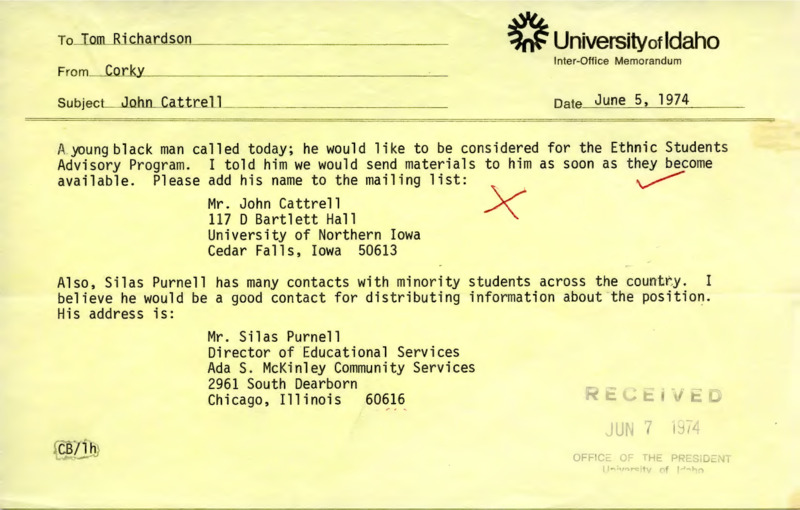 To Tom Richardson
University of Idaho
Inter-Office Memorandum
From Corky
Subject John Cattrell
Date June 5, 1974
A young black man called today; he would like to be considered for the Ethnic Students
Advisory Program. I told him we would send materials to him as soon as they become
available. Please add his name to the mailing list:
Mr. John Cattrell
117 D Bartlett Hall
University of Northern Iowa
Cedar Falls, Iowa 50613
Also, Silas Purnell has many contacts with minority students across the country. I
believe he would be a good contact for distributing information about the position.
His address is:
Mr. Silas Purnell
Director of Educational Services
Ada S. McKinley Community Services
2961 South Dearborn
Chicago, Illinois 60616
RECEIVED
JUN 7 1974
OFFICE OF THE PRESIDENT
University of Idaho
CB/lh